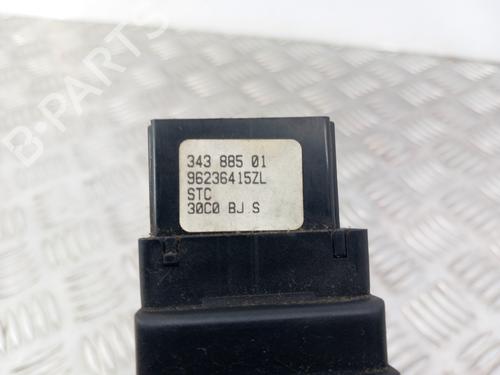 343 885 01
96236415ZL
STC
30C0 BJ S
B-PARTS